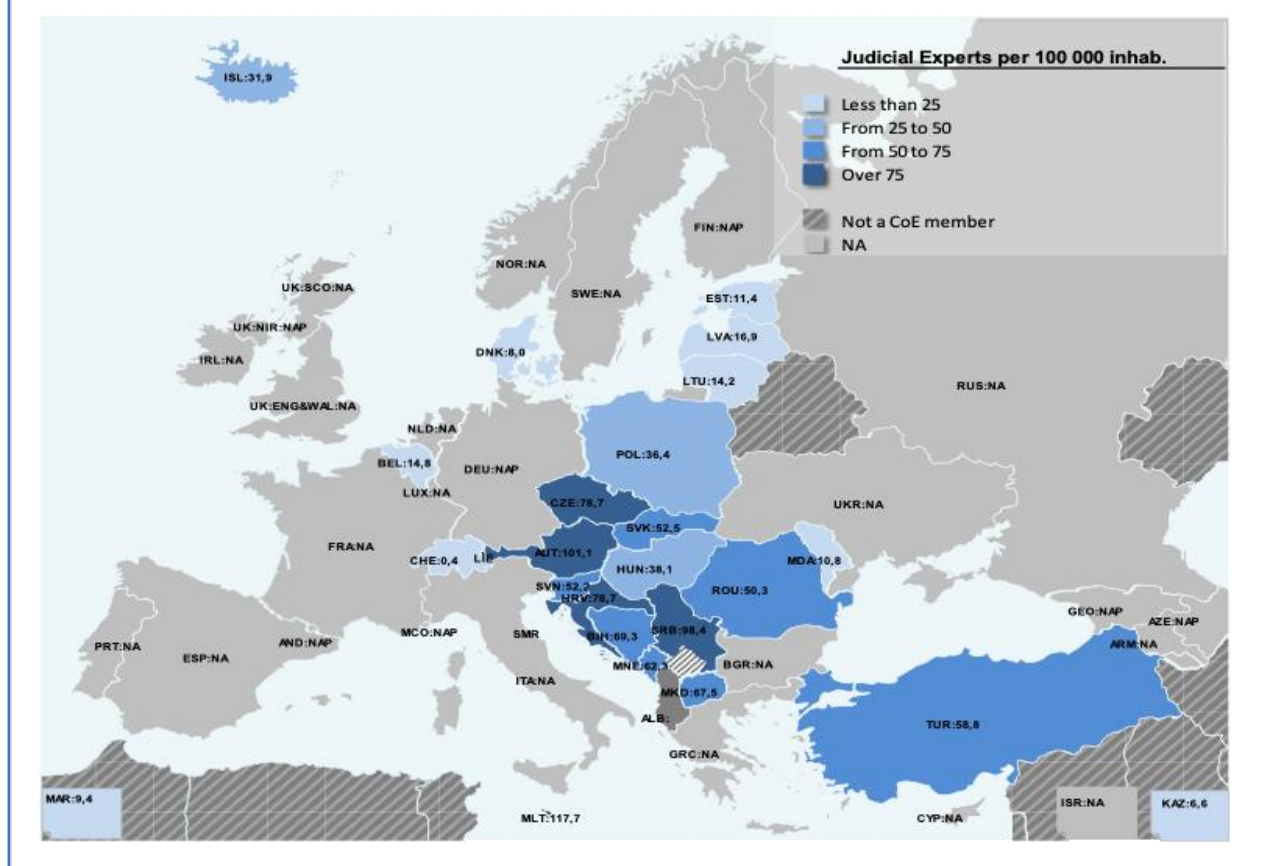 Judicial Experts per 100 000 inhab.
Less than 25
From 25 to 50
From 50 to 75
Over 75
Not a CoE member
NA
ISL:31,9
FIN:NAP
NOR:NA
SWE:NA
UK:SCO:NA
EST:11,4
UK:NIR:NAP
LVA:16,9
DNK:8,0
IRL:NA
LTU:14,2
RUS:NA
UK:ENG&WAL:NA
NLD:NA
POL:36,4
BEL:14,8
DEU:NAP
LUX:NA
CZE:78,7
UKR:NA
SVK:52,5
FRA:NA
CHE:0,4
AUT:101,1
MDA:10,8
HUN:38,1
SVN:52,2
ROU:50,3
HRV:76,7
GEO:NAP
AZE:NAP
MCO:NAP
SMR
BIH:69,3
SRB:98,4
AND:NAP
PRT:NA
ESP:NA
ARM:NA
MNE:62,3
BGR:NA
ITA:NA
MKD:67,5
ALB:
TUR:58,8
GRC:NA
MAR:9,4
ISR:NA
KAZ:6,6
MLT:117,7
CYP:NA